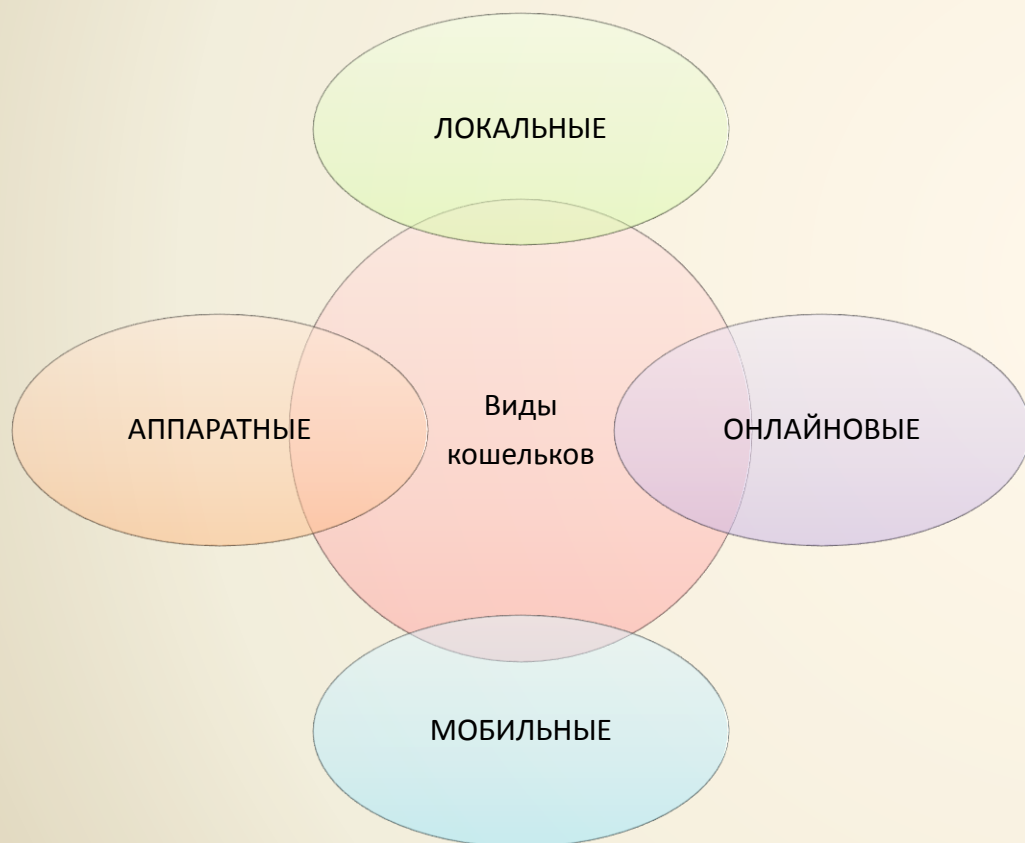 ЛОКАЛЬНЫЕ
АППАРАТНЫЕ
Виды
кошельков
ОНЛАЙНОВЫЕ
МОБИЛЬНЫЕ